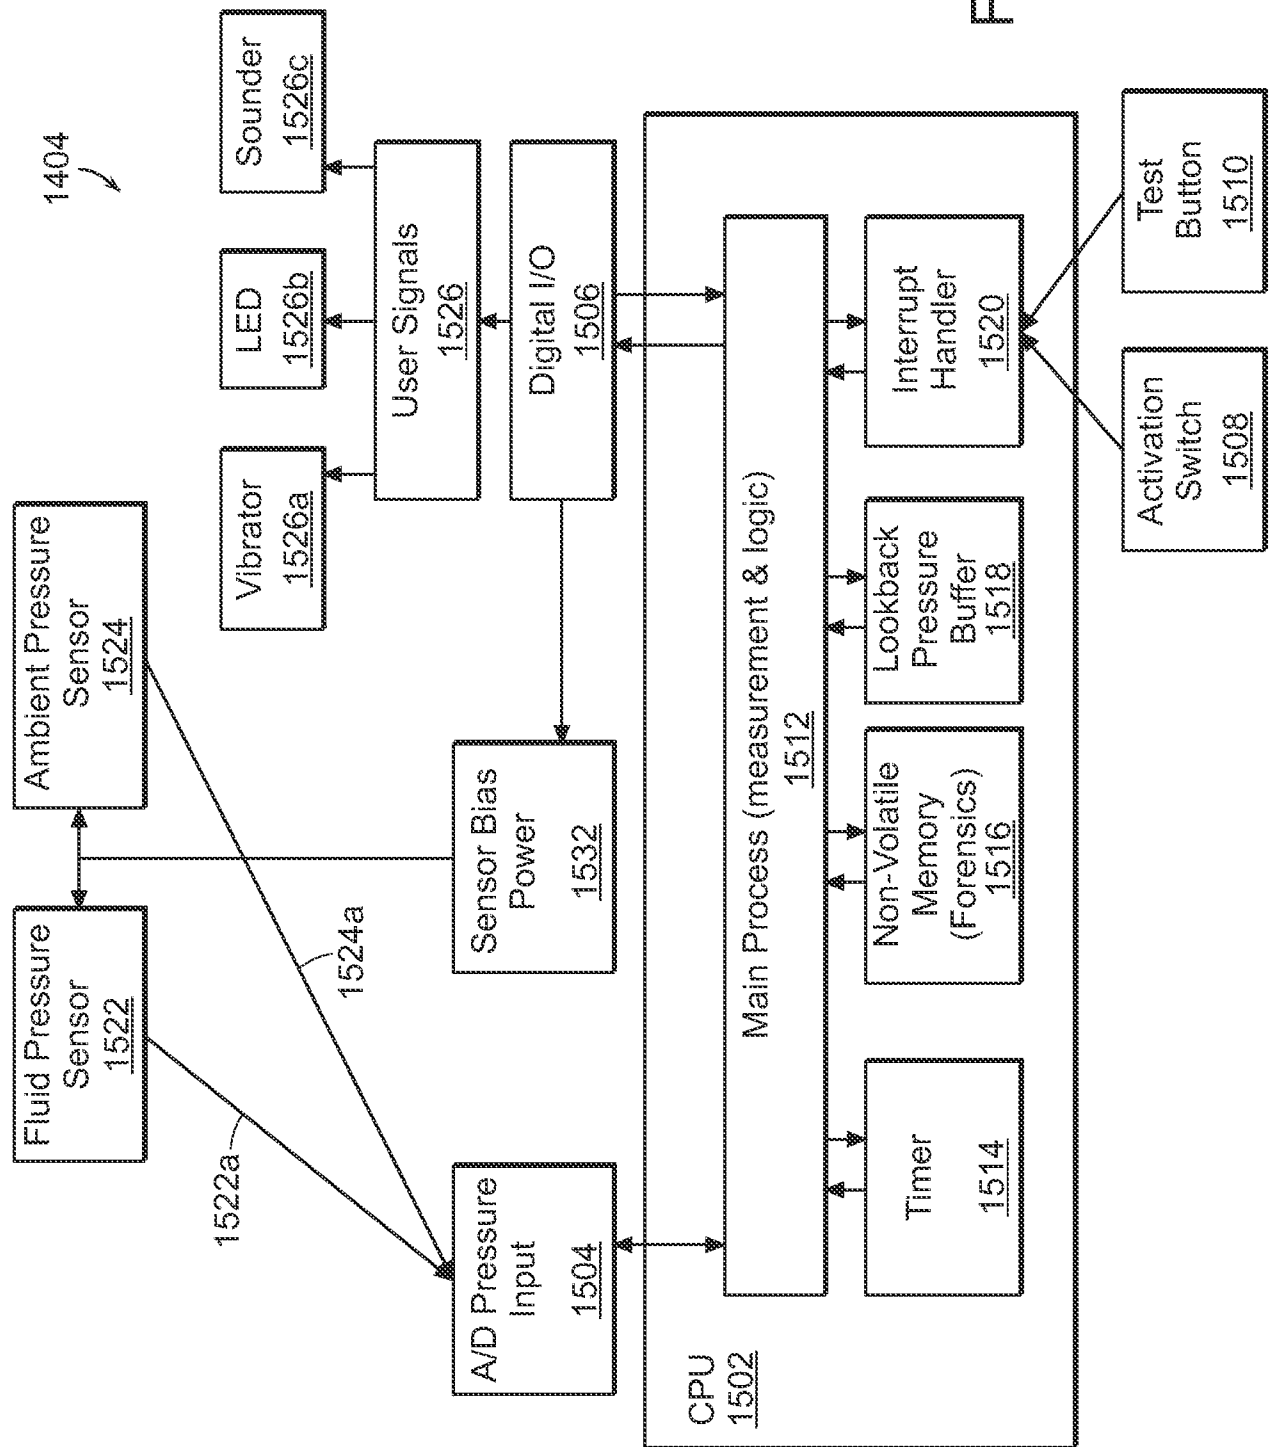 1404
Fluid Pressure
Sensor
1522
Ambient Pressure
Sensor
1524
Vibrator
1526a
LED
1526b
Sounder
1526c
1522a
1524a
User Signals
1526
A/D Pressure
Input
1504
Sensor Bias
Power
1532
Digital I/O
1506
CPU
1502
Main Process (measurement & logic)
1512
Timer
1514
Non-Volatile
Memory
(Forensics)
1516
Lookback
Pressure
Buffer
1518
Interrupt
Handler
1520
Activation
Switch
1508
Test
Button
1510